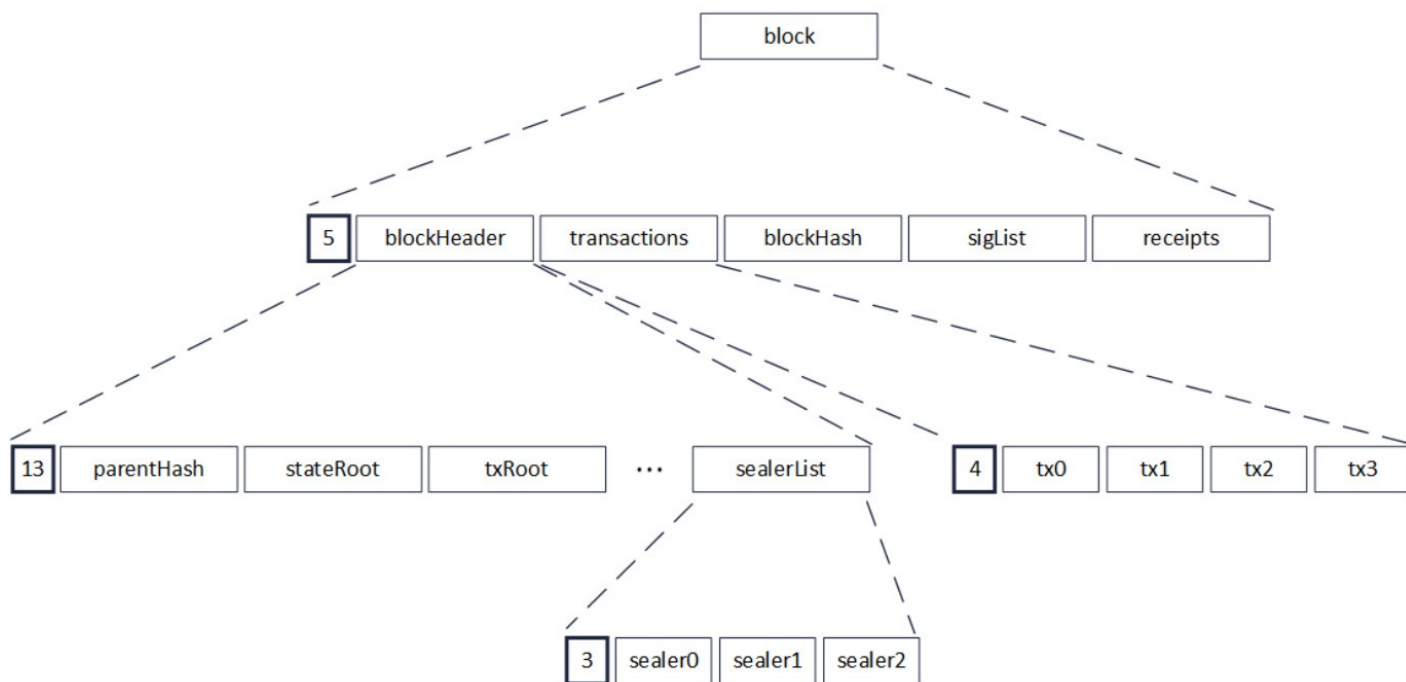 block
5 blockHeader transactions blockHash sigList receipts
13 parentHash stateRoot txRoot ... sealerList 4 tx0 tx1 tx2 tx3
3 sealer0 sealer1 sealer2